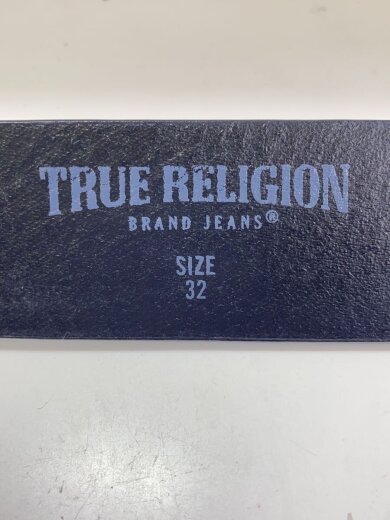 TRUE RELIGION
BRAND JEANS®
SIZE
32